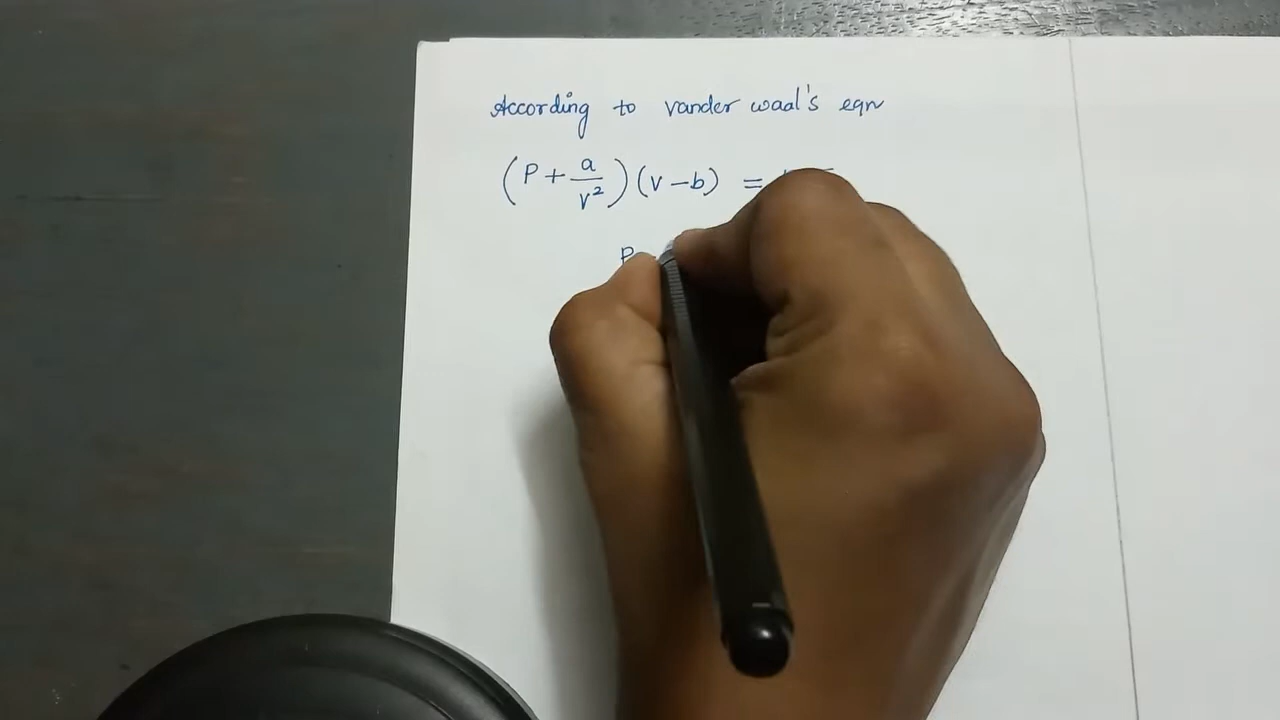 According to vander waal's eqn
(P + a/v²) (v - b) =
P